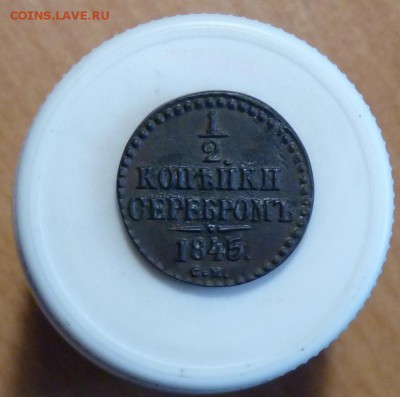 COINS.LAVE.RU
1
2
КОПѢЙКИ
СЕРЕБРОМЪ
1845.
С.М.